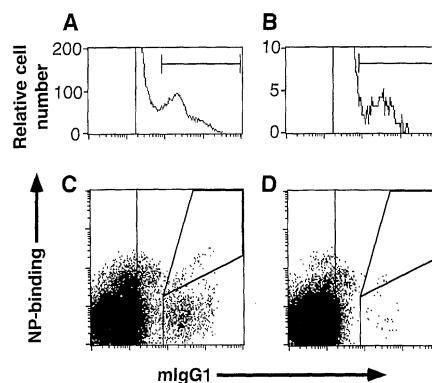 A
B
Relative cell
number
200
100
0
10
5
0
C
D
NP-binding
mIgG1